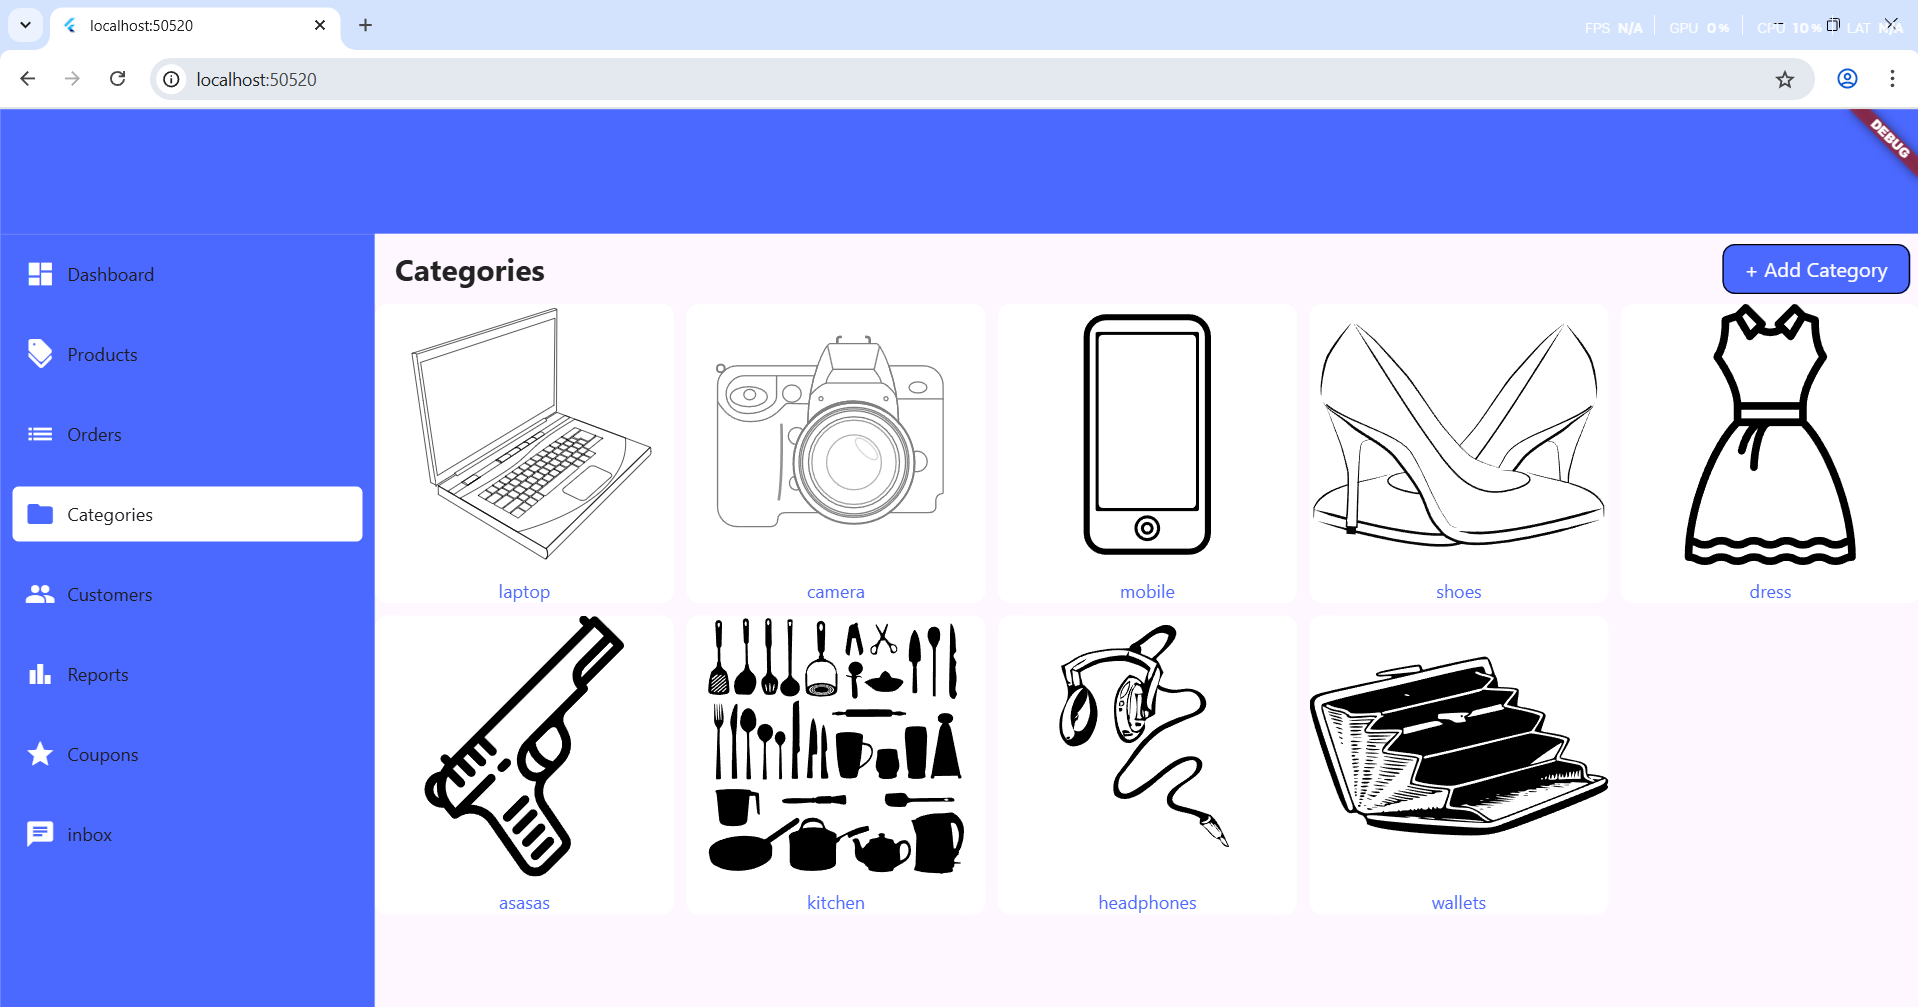 localhost:50520
FPS N/A GPU 0% CPU 10% LAT N/A
localhost:50520
DEBUG
Dashboard
Products
Orders
Categories
Customers
Reports
Coupons
inbox
Categories
+ Add Category
laptop
camera
mobile
shoes
dress
asasas
kitchen
headphones
wallets